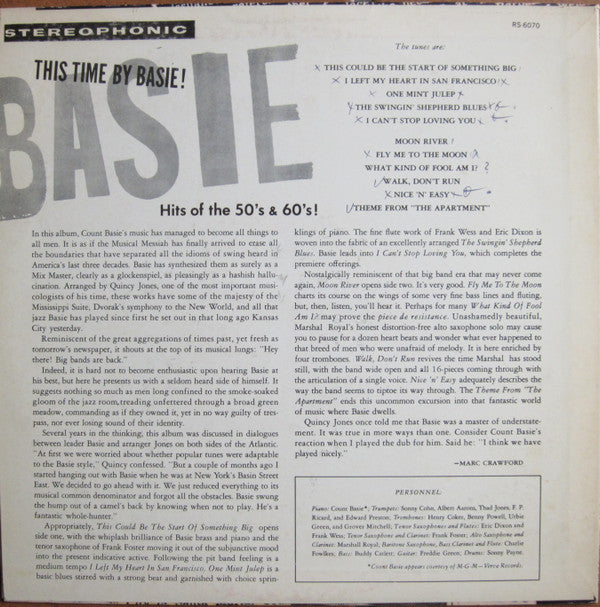 RS-6070
STEREOPHONIC
THIS TIME BY BASIE!
BASIE
Hits of the 50's & 60's!
The tunes are:
THIS COULD BE THE START OF SOMETHING BIG
I LEFT MY HEART IN SAN FRANCISCO
ONE MINT JULEP
THE SWINGIN' SHEPHERD BLUES
I CAN'T STOP LOVING YOU
MOON RIVER
FLY ME TO THE MOON
WHAT KIND OF FOOL AM I?
WALK, DON'T RUN
NICE 'N' EASY
THEME FROM "THE APARTMENT"
In this album, Count Basie's music has managed to become all things to
all men. It is as if the Musical Messiah has finally arrived to erase all
the boundaries that have separated all the idioms of swing heard in
America's last three decades. Basie has synthesized them as surely as a
Mix Master, clearly as a glockenspiel, as pleasingly as a hashish hallu-
cination. Arranged by Quincy Jones, one of the most important musi-
cologists of his time, these works have some of the majesty of the
Mississippi Suite, Dvorak's symphony to the New World, and all that
jazz Basie has played since first he set out in that long ago Kansas
City yesterday.
Reminiscent of the great aggregations of times past, yet fresh as
tomorrow's newspaper, it shouts at the top of its musical lungs: "Hey
there! Big bands are back."
Indeed, it is hard not to become enthusiastic upon hearing Basie at
his best, but here he presents us with a seldom heard side of himself. It
suggests nothing so much as men long confined to the smoke-soaked
gloom of the jazz room,treading unfettered through a broad green
meadow, commanding as if they owned it, yet in no way guilty of tres-
pass, nor ever losing sound of their identity.
Several years in the thinking, this album was discussed in dialogues
between leader Basie and arranger Jones on both sides of the Atlantic.
"At first we were worried about whether popular tunes were adaptable
to the Basie style," Quincy confessed. "But a couple of months ago I
started hanging out with Basie when he was at New York's Basin Street
East. We decided to go ahead with it. We just reduced everything to its
musical common denominator and forgot all the obstacles. Basie swung
the hump out of a camel's back by knowing when not to play. He's a
fantastic whole-hunter."
Appropriately, This Could Be The Start Of Something Big opens
side one, with the whiplash brilliance of Basie brass and piano and the
tenor saxophone of Frank Foster moving it out of the subjunctive mood
into the present indicative active. Following the pit band feeling is a
medium tempo I Left My Heart In San Francisco. One Mint Julep is a
basic blues stirred with a strong beat and garnished with choice sprin-
klings of piano. The fine flute work of Frank Wess and Eric Dixon is
woven into the fabric of an excellently arranged The Swingin' Shepherd
Blues. Basie leads into I Can't Stop Loving You, which completes the
premiere offerings.
Nostalgically reminiscent of that big band era that may never come
again, Moon River opens side two. It's very good. Fly Me To The Moon
charts its course on the wings of some very fine bass lines and fluting,
but, then, listen, you'll hear it. Perhaps for many What Kind Of Fool
Am I? may prove the piece de resistance. Unashamedly beautiful,
Marshal Royal's honest distortion-free alto saxophone solo may cause
you to pause for a dozen heart beats and wonder what ever happened to
that breed of men who were unafraid of melody. It is here enriched by
four trombones. Walk, Don't Run revives the time Marshal has stood
still, with the band wide open and all 16-pieces coming through with
the articulation of a single voice. Nice 'n' Easy adequately describes the
way the band seems to tiptoe its way through. The Theme From "The
Apartment" ends this uncommon excursion into that fantastic world
of music where Basie dwells.
Quincy Jones once told me that Basie was a master of understate-
ment. It was true in more ways than one. Consider Count Basie's
reaction when I played the dub for him. Said he: "I think we have
played nicely."
—MARC CRAWFORD
PERSONNEL:
Piano: Count Basie*, Trumpets: Sonny Cohn, Albert Aarons, Thad Jones, F. P.
Ricard, and Edward Preston; Trombones: Henry Coker, Benny Powell, Urbie
Green, and Grover Mitchell; Tenor Saxophones and Flutes: Eric Dixon and
Frank Wess; Tenor Saxophone and Clarinet: Frank Foster; Alto Saxophone and
Clarinet: Marshall Royal; Baritone Saxophone, Bass Clarinet and Flute: Charlie
Fowlkes, Bass: Buddy Catlett; Guitar: Freddie Green; Drums: Sonny Payne.
*Count Basie appears courtesy of M-G-M—Verve Records.